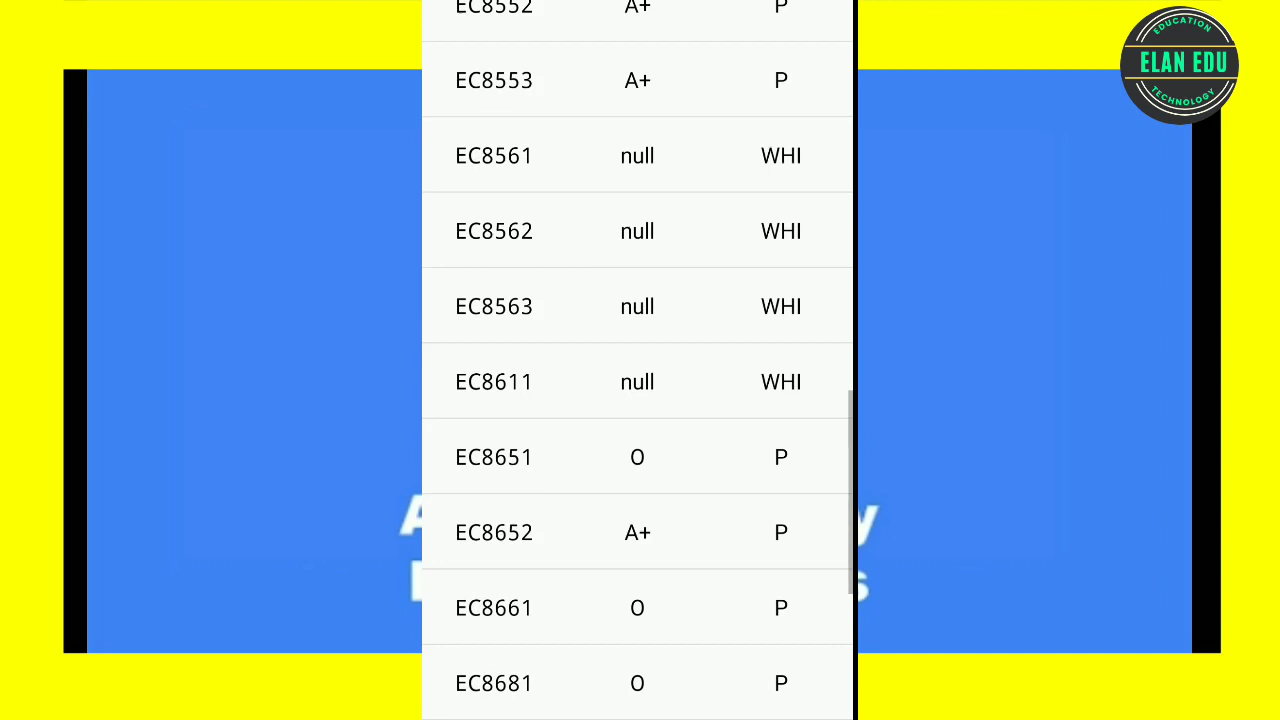 EC8552 A+ P
EC8553 A+ P
EC8561 null WHI
EC8562 null WHI
EC8563 null WHI
EC8611 null WHI
EC8651 O P
EC8652 A+ P
EC8661 O P
EC8681 O P
EDUCATION
ELAN EDU
TECHNOLOGY
A
y
s